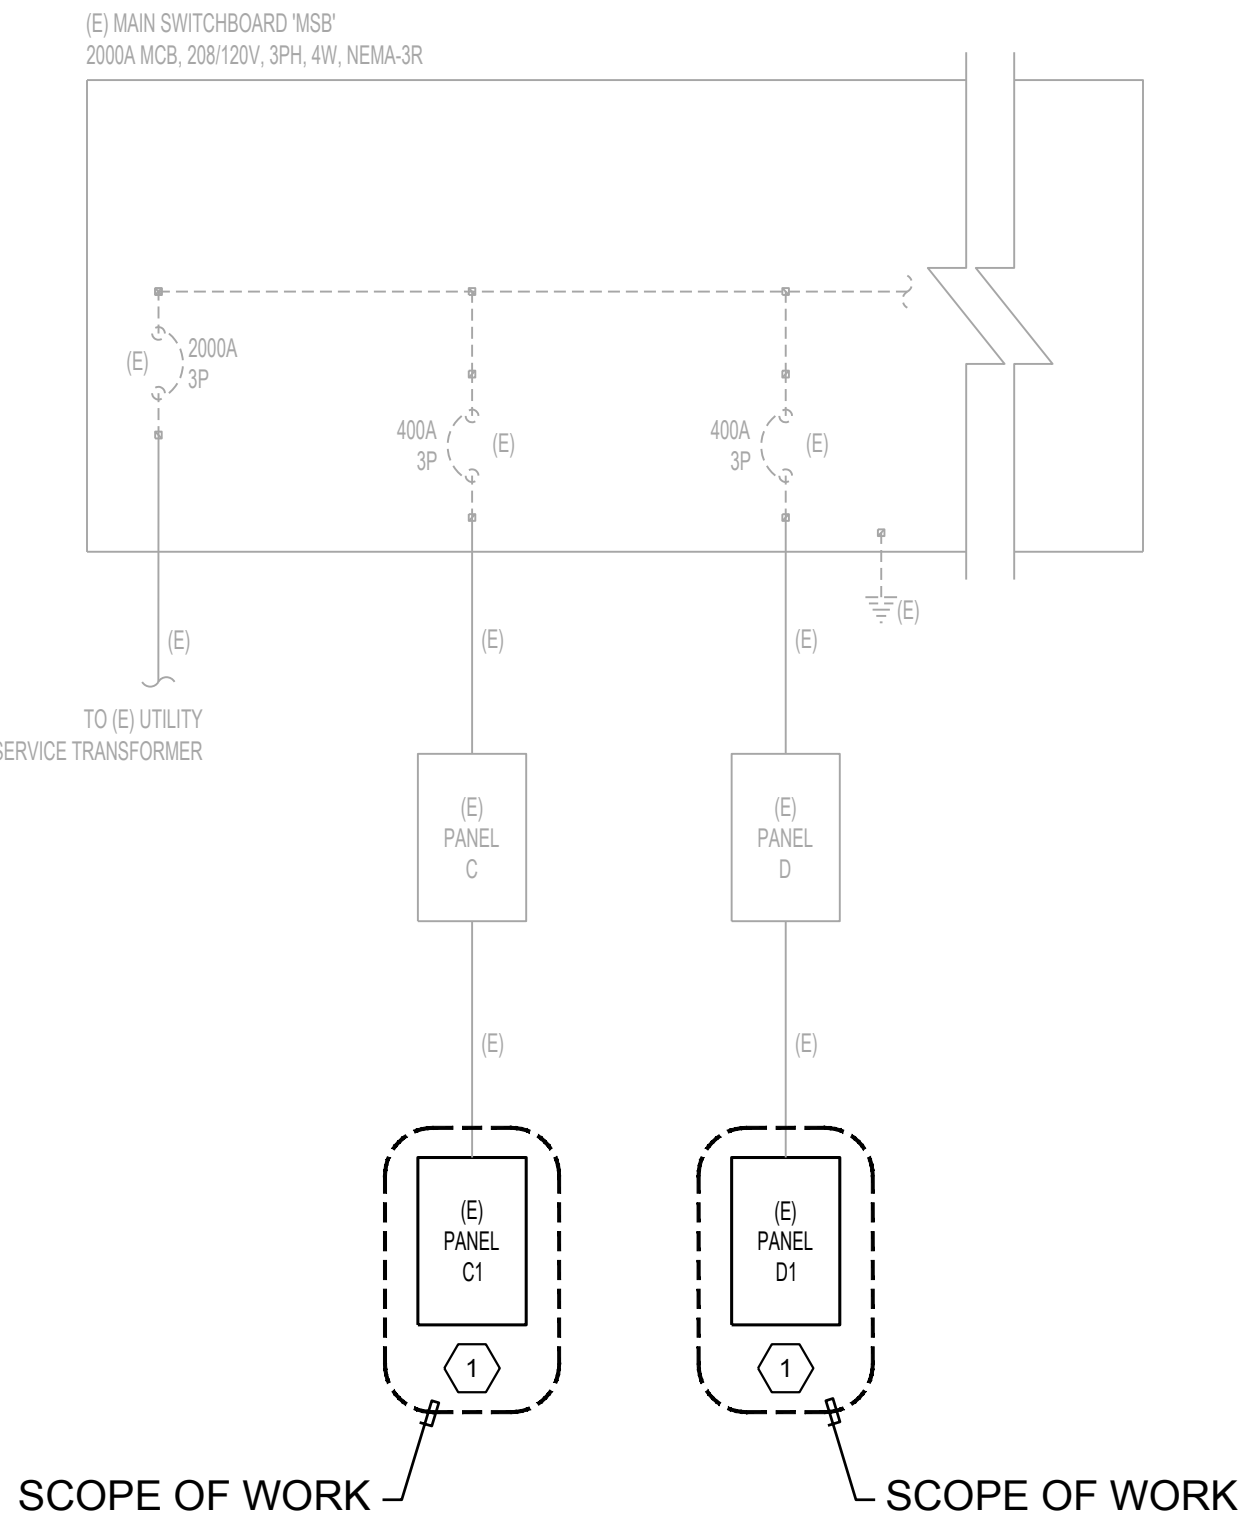 (E) MAIN SWITCHBOARD 'MSB'
2000A MCB, 208/120V, 3PH, 4W, NEMA-3R
(E)
2000A
3P
400A
3P
(E)
400A
3P
(E)
(E)
(E)
(E)
(E)
TO (E) UTILITY
SERVICE TRANSFORMER
(E)
PANEL
C
(E)
PANEL
D
(E)
(E)
(E)
PANEL
C1
(E)
PANEL
D1
1
1
SCOPE OF WORK
SCOPE OF WORK